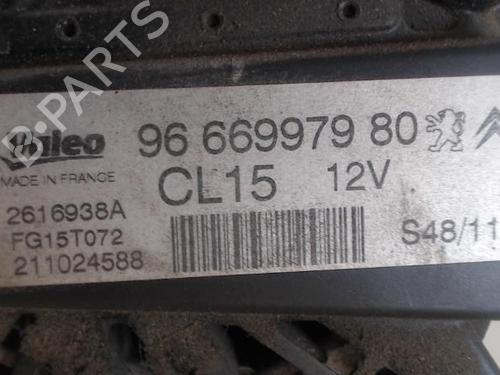 Valeo
96 669979 80
MADE IN FRANCE
CL15 12V
2616938A
FG15T072
211024588
S48/11
B-PARTS